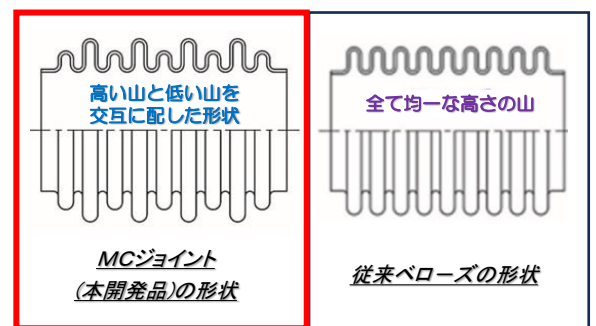 高い山と低い山を
交互に配した形状
MCジョイント
(本開発品)の形状
全て均一な高さの山
従来ベローズの形状